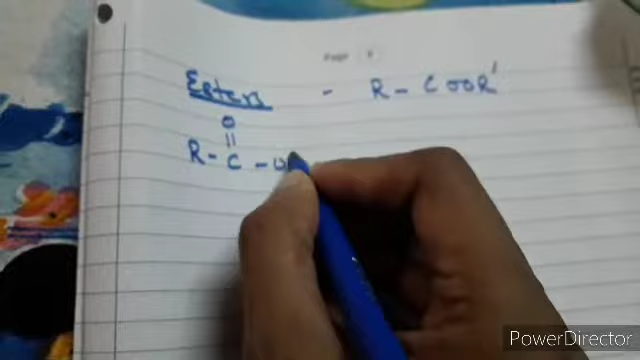 Page
Esters - R - COOR'
O
||
R - C - O
PowerDirector